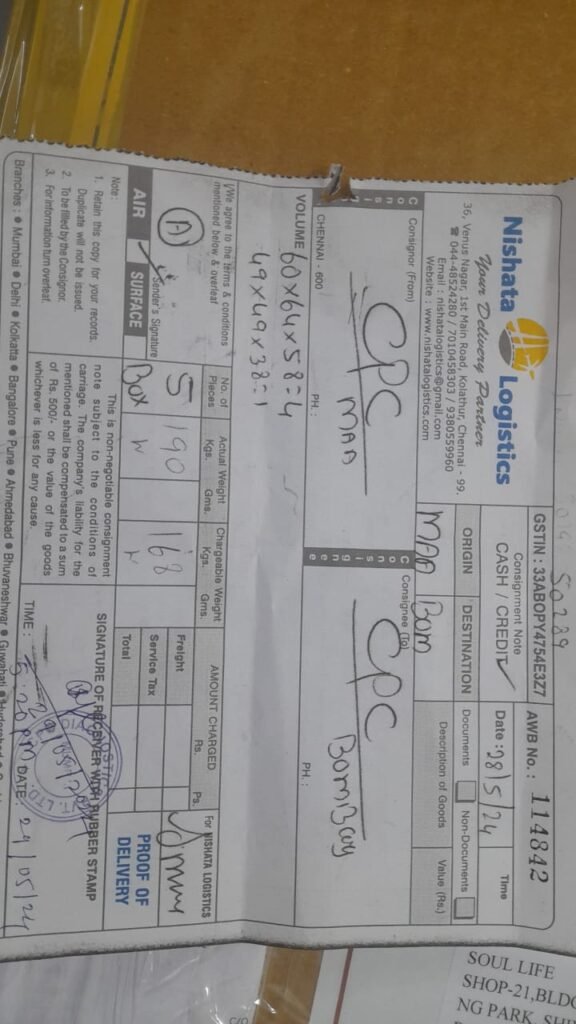 50289
Nishata Logistics
Your Delivery Partner
36, Venus Nagar, 1st Main Road, Kolathur, Chennai - 99.
☎ 044-48524280 / 7010458303 / 9380559960
Email : nishatalogistics@gmail.com
Website : www.nishatalogistics.com
GSTIN : 33ABOPY4754E3Z7
AWB No. : 114842
Consignment Note
CASH / CREDIT ✓
Date : 28/5/24
Time
ORIGIN
DESTINATION
Documents
Non-Documents
MAA
Bom
Description of Goods
Value (Rs.)
Consignor (From)
Consignor
CPC
MAA
CHENNAI - 600
PH. :
Consignee (To)
Consignee
CPC
BomBay
PH. :
VOLUME 60x64x58=4
49x49x38=1
We agree to the terms & conditions
mentioned below & overleaf
Sender's Signature
AIR
SURFACE
No. of Pieces
Actual Weight
Kgs. Gms.
Chargeable Weight
Kgs. Gms.
AMOUNT CHARGED
Rs. Ps.
5
Box
190
168
Freight
Service Tax
Total
For NISHATA LOGISTICS
PROOF OF
DELIVERY
Note :
1. Retain this copy for your records.
Duplicate will not be issued.
2. To be filled by the Consignor.
3. For information turn overleaf.
This is non-negotiable consignment
note subject to the conditions of
carriage. The company's liability for the
mentioned shall be compensated to a sum
of Rs. 500/- or the value of the goods
whichever is less for any cause.
SIGNATURE OF RECEIVER WITH RUBBER STAMP
TIME :
DATE : 29/05/24
Branches : ● Mumbai ● Delhi ● Kolkatta ● Bangalore ● Pune ● Ahmedabad ● Bhuvaneshwar ● Guwahati
SOUL LIFE
SHOP-21,BLDG
NG PARK
C/O